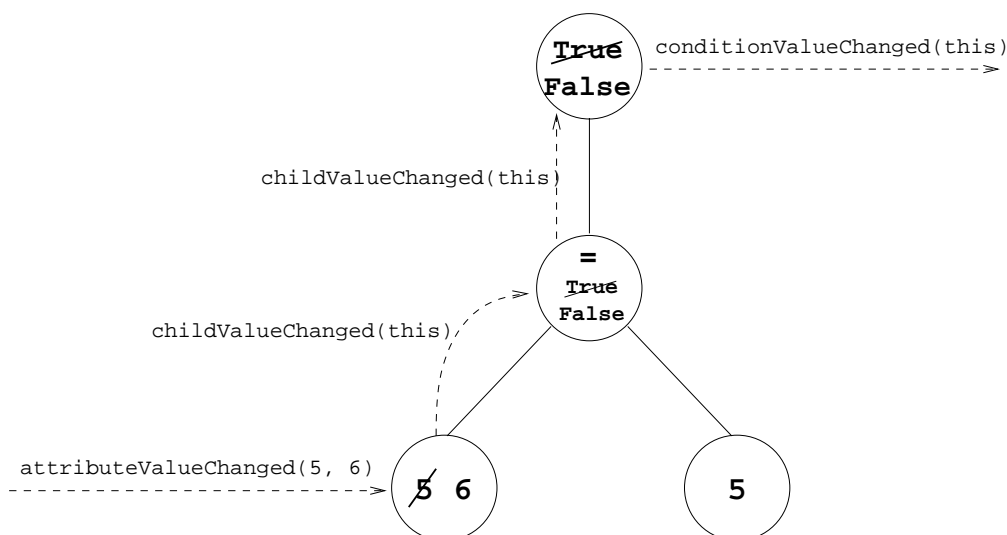 True
False
conditionValueChanged(this)
childValueChanged(this)
=
True
False
childValueChanged(this)
attributeValueChanged(5, 6)
5 6
5